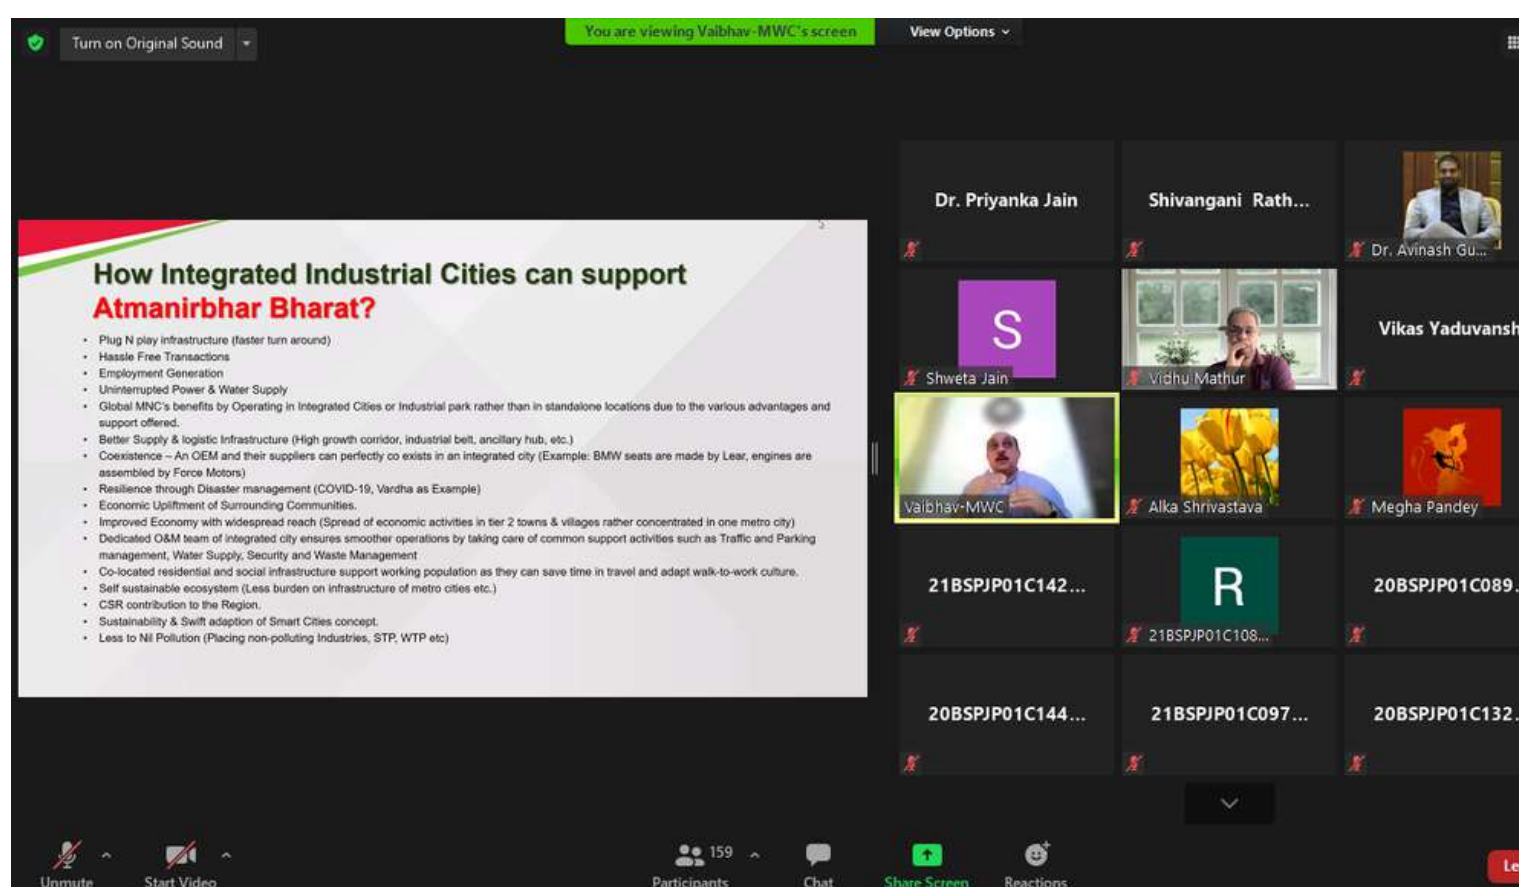 You are viewing Vaibhav-MWC's screen
View Options
Turn on Original Sound
5
How Integrated Industrial Cities can support
Atmanirbhar Bharat?
• Plug N play infrastructure (faster turn around)
• Hassle Free Transactions
• Employment Generation
• Uninterrupted Power & Water Supply
• Global MNC's benefits by Operating in Integrated Cities or Industrial park rather than in standalone locations due to the various advantages and
support offered.
• Better Supply & logistic Infrastructure (High growth corridor, industrial belt, ancillary hub, etc.)
• Coexistence – An OEM and their suppliers can perfectly co exists in an integrated city (Example: BMW seats are made by Lear, engines are
assembled by Force Motors)
• Resilience through Disaster management (COVID-19, Vardha as Example)
• Economic Upliftment of Surrounding Communities.
• Improved Economy with widespread reach (Spread of economic activities in tier 2 towns & villages rather concentrated in one metro city)
• Dedicated O&M team of integrated city ensures smoother operations by taking care of common support activities such as Traffic and Parking
management, Water Supply, Security and Waste Management
• Co-located residential and social infrastructure support working population as they can save time in travel and adapt walk-to-work culture.
• Self sustainable ecosystem (Less burden on infrastructure of metro cities etc.)
• CSR contribution to the Region.
• Sustainability & Swift adaption of Smart Cities concept.
• Less to Nil Pollution (Placing non-polluting Industries, STP, WTP etc)
Dr. Priyanka Jain
Shivangani Rath...
Dr. Avinash Gu...
S
Shweta Jain
Vidhu Mathur
Vikas Yaduvansh
Vaibhav-MWC
Alka Shrivastava
Megha Pandey
21BSPJP01C142...
R
21BSPJP01C108...
20BSPJP01C089.
20BSPJP01C144...
21BSPJP01C097...
20BSPJP01C132.
Unmute
Start Video
159
Participants
Chat
Share Screen
Reactions
Le